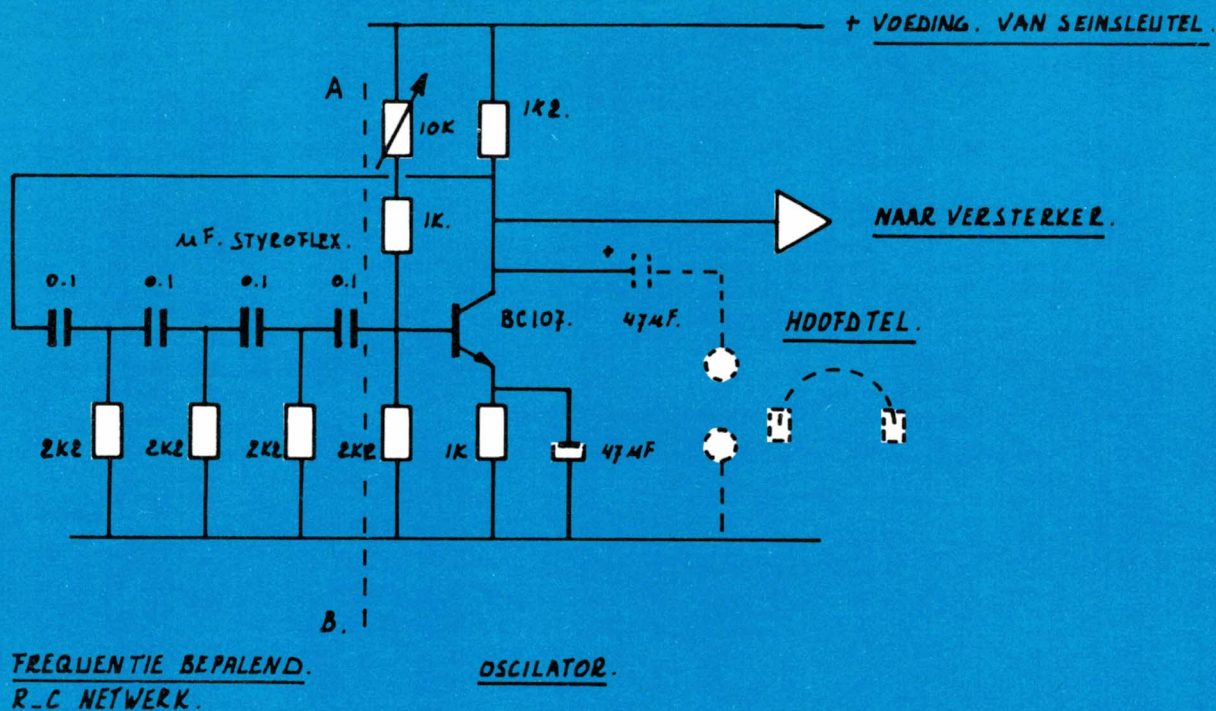 + VOEDING. VAN SEINSLEUTEL.
A
10K
1K2.
1K.
NAAR VERSTERKER.
µF. STYROFLEX.
0.1 0.1 0.1 0.1
+
BC107.
47µF.
HOOFDTEL.
2K2 2K2 2K2 2K2 1K 47µF
B.
FREQUENTIE BEPALEND. OSCILATOR.
R_C NETWERK.